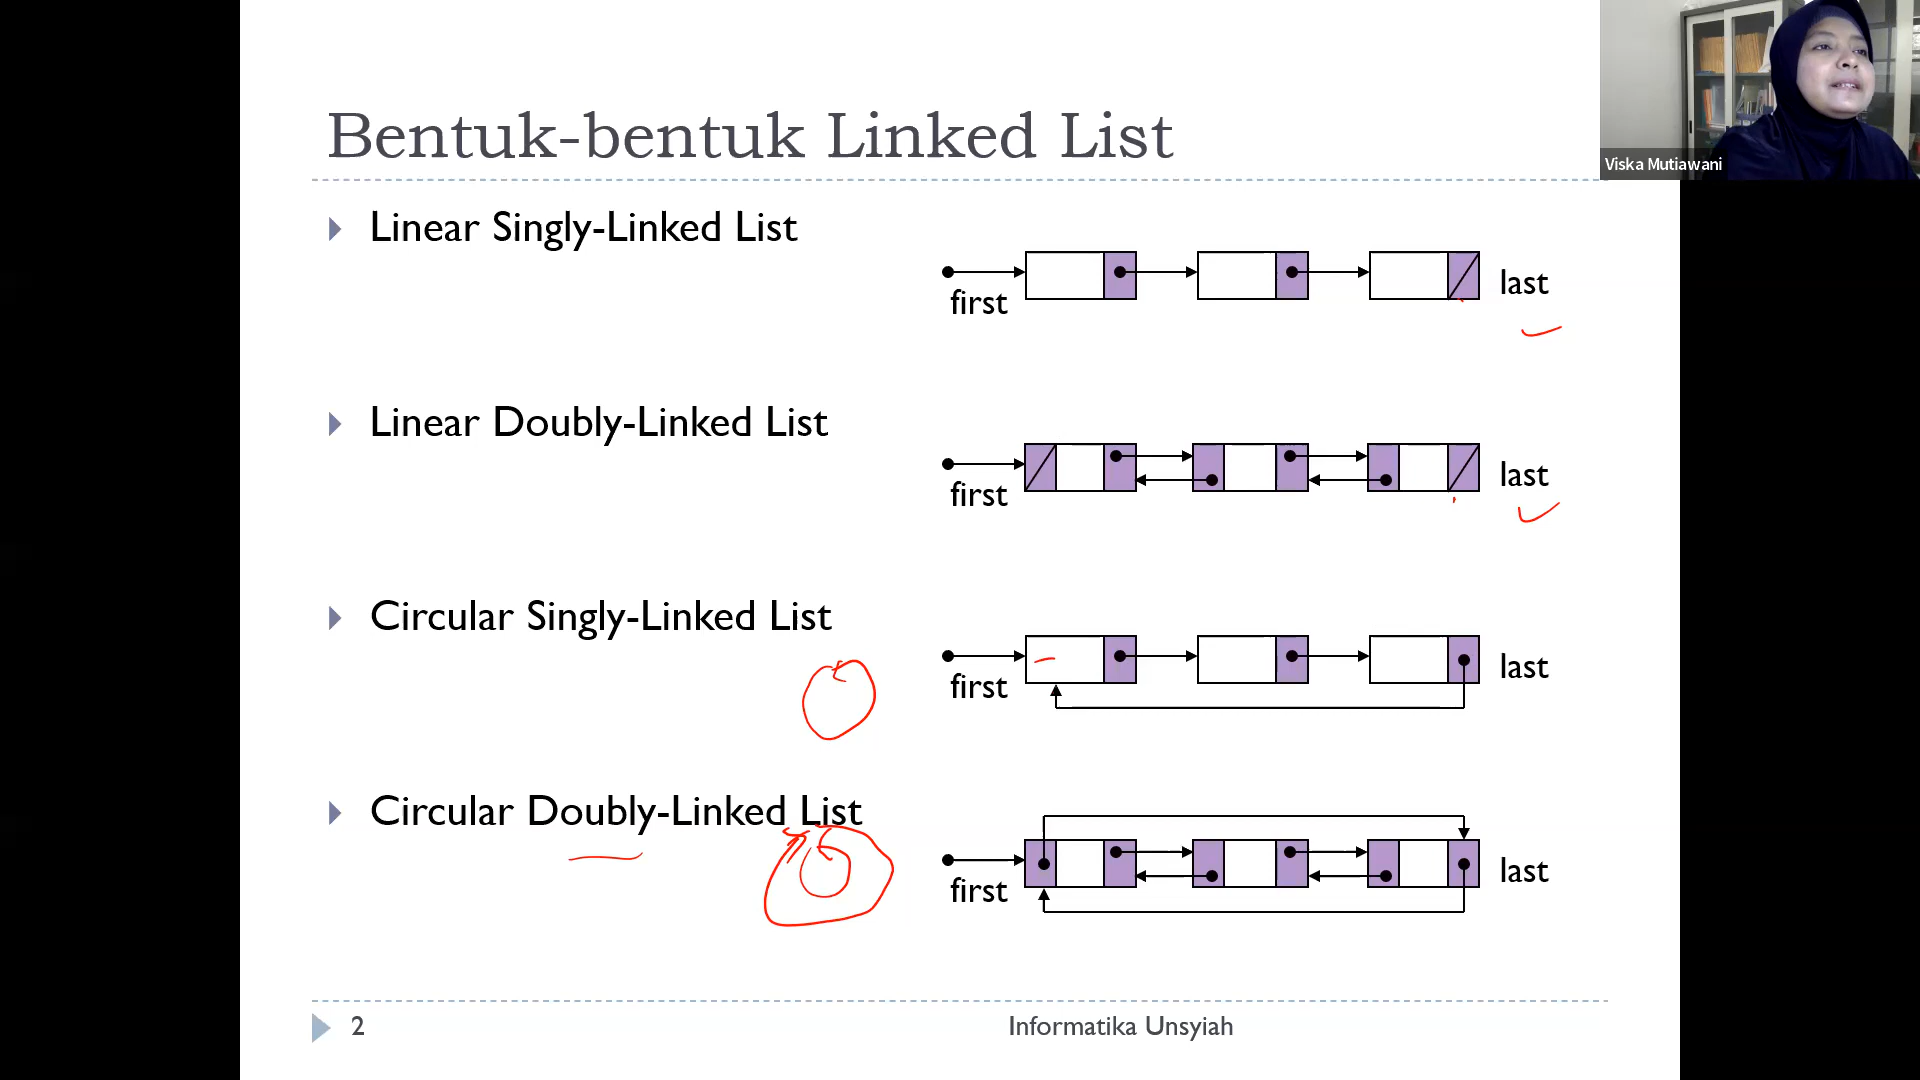 Bentuk-bentuk Linked List
Viska Mutiawani
Linear Singly-Linked List
first
last
Linear Doubly-Linked List
first
last
Circular Singly-Linked List
first
last
Circular Doubly-Linked List
first
last
2
Informatika Unsyiah